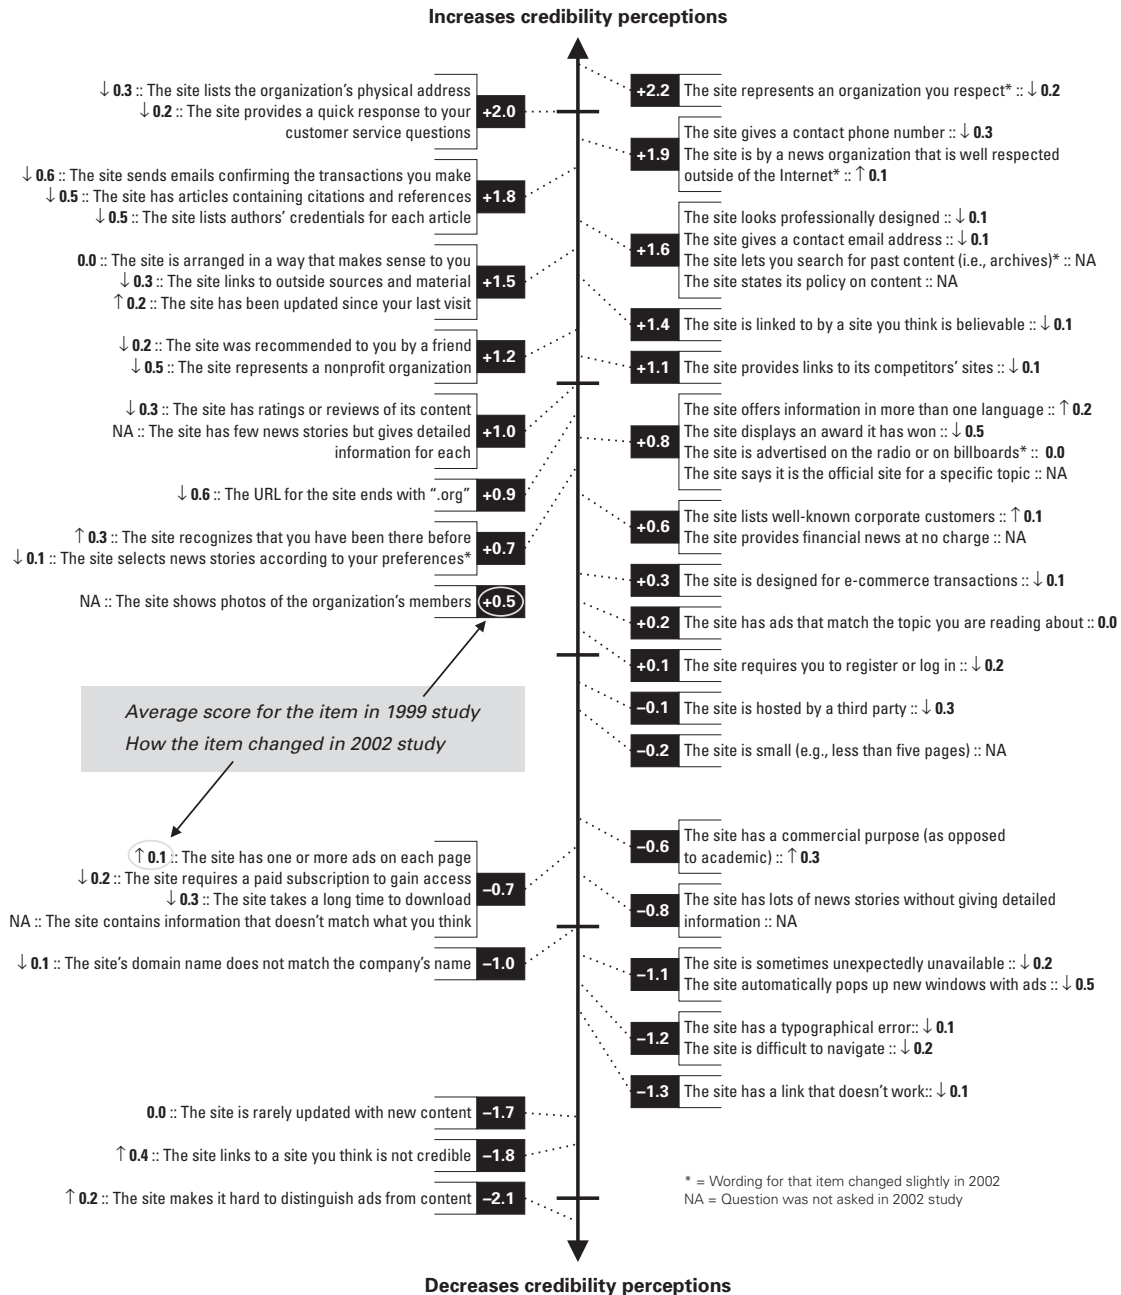 Increases credibility perceptions
↓ 0.3 :: The site lists the organization's physical address
↓ 0.2 :: The site provides a quick response to your
customer service questions
+2.0
↓ 0.6 :: The site sends emails confirming the transactions you make
↓ 0.5 :: The site has articles containing citations and references
↓ 0.5 :: The site lists authors' credentials for each article
+1.8
0.0 :: The site is arranged in a way that makes sense to you
↓ 0.3 :: The site links to outside sources and material
↑ 0.2 :: The site has been updated since your last visit
+1.5
↓ 0.2 :: The site was recommended to you by a friend
↓ 0.5 :: The site represents a nonprofit organization
+1.2
↓ 0.3 :: The site has ratings or reviews of its content
NA :: The site has few news stories but gives detailed
information for each
+1.0
↓ 0.6 :: The URL for the site ends with “.org”
+0.9
↑ 0.3 :: The site recognizes that you have been there before
↓ 0.1 :: The site selects news stories according to your preferences*
+0.7
NA :: The site shows photos of the organization's members
+0.5
Average score for the item in 1999 study
How the item changed in 2002 study
↑ 0.1 :: The site has one or more ads on each page
↓ 0.2 :: The site requires a paid subscription to gain access
↓ 0.3 :: The site takes a long time to download
NA :: The site contains information that doesn't match what you think
−0.7
↓ 0.1 :: The site's domain name does not match the company's name
−1.0
0.0 :: The site is rarely updated with new content
−1.7
↑ 0.4 :: The site links to a site you think is not credible
−1.8
↑ 0.2 :: The site makes it hard to distinguish ads from content
−2.1
+2.2
The site represents an organization you respect* :: ↓ 0.2
+1.9
The site gives a contact phone number :: ↓ 0.3
The site is by a news organization that is well respected
outside of the Internet* :: ↑ 0.1
+1.6
The site looks professionally designed :: ↓ 0.1
The site gives a contact email address :: ↓ 0.1
The site lets you search for past content (i.e., archives)* :: NA
The site states its policy on content :: NA
+1.4
The site is linked to by a site you think is believable :: ↓ 0.1
+1.1
The site provides links to its competitors' sites :: ↓ 0.1
+0.8
The site offers information in more than one language :: ↑ 0.2
The site displays an award it has won :: ↓ 0.5
The site is advertised on the radio or on billboards* :: 0.0
The site says it is the official site for a specific topic :: NA
+0.6
The site lists well-known corporate customers :: ↑ 0.1
The site provides financial news at no charge :: NA
+0.3
The site is designed for e-commerce transactions :: ↓ 0.1
+0.2
The site has ads that match the topic you are reading about :: 0.0
+0.1
The site requires you to register or log in :: ↓ 0.2
−0.1
The site is hosted by a third party :: ↓ 0.3
−0.2
The site is small (e.g., less than five pages) :: NA
−0.6
The site has a commercial purpose (as opposed
to academic) :: ↑ 0.3
−0.8
The site has lots of news stories without giving detailed
information :: NA
−1.1
The site is sometimes unexpectedly unavailable :: ↓ 0.2
The site automatically pops up new windows with ads :: ↓ 0.5
−1.2
The site has a typographical error:: ↓ 0.1
The site is difficult to navigate :: ↓ 0.2
−1.3
The site has a link that doesn't work:: ↓ 0.1
* = Wording for that item changed slightly in 2002
NA = Question was not asked in 2002 study
Decreases credibility perceptions